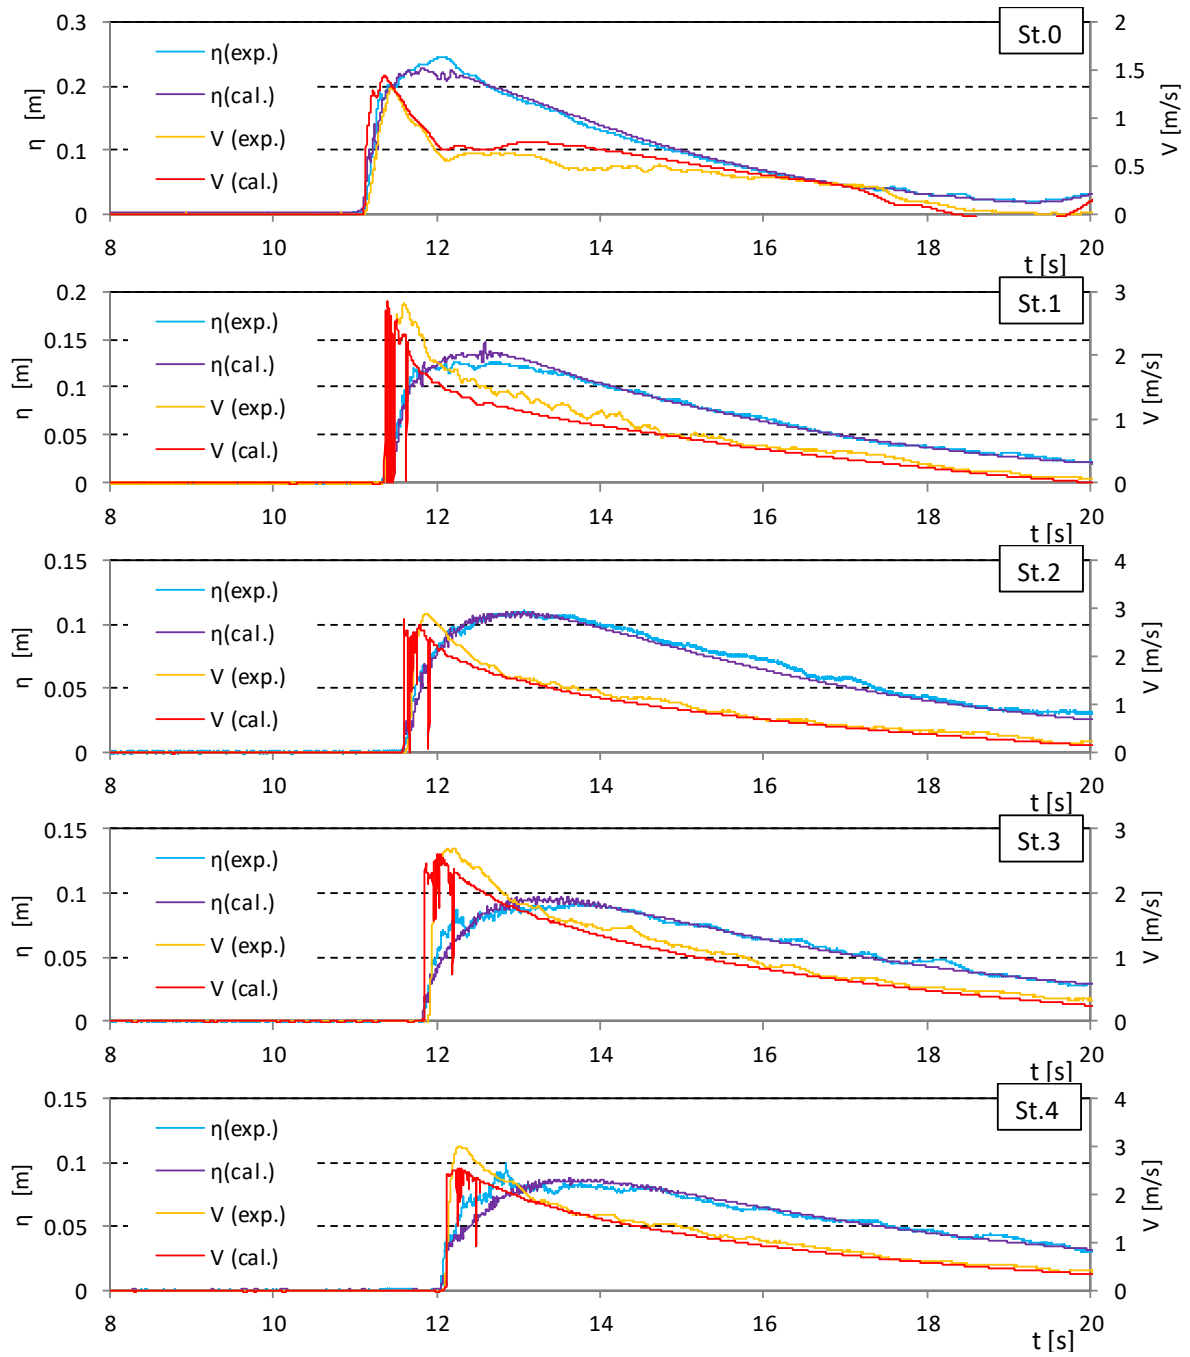 0.3
2
St.0
η(exp.)
0.2
1.5
η(cal.)
η [m]
1
V [m/s]
V (exp.)
0.1
0.5
V (cal.)
0
0
8 10 12 14 16 18 20
t [s]
0.2
3
St.1
η(exp.)
0.15
2
η(cal.)
η [m]
0.1
V [m/s]
V (exp.)
1
0.05
V (cal.)
0
0
8 10 12 14 16 18 20
t [s]
0.15
4
St.2
η(exp.)
3
0.1
η(cal.)
η [m]
2
V [m/s]
V (exp.)
0.05
1
V (cal.)
0
0
8 10 12 14 16 18 20
t [s]
0.15
3
St.3
η(exp.)
0.1
2
η(cal.)
η [m]
V [m/s]
V (exp.)
0.05
1
V (cal.)
0
0
8 10 12 14 16 18 20
t [s]
0.15
4
St.4
η(exp.)
3
0.1
η(cal.)
η [m]
2
V [m/s]
V (exp.)
0.05
1
V (cal.)
0
0
8 10 12 14 16 18 20
t [s]